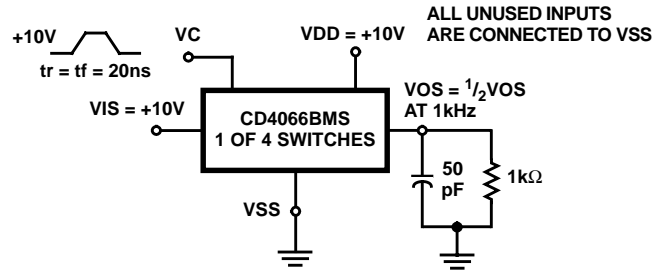 ALL UNUSED INPUTS
ARE CONNECTED TO VSS
+10V
tr = tf = 20ns
VC
VDD = +10V
VIS = +10V
CD4066BMS
1 OF 4 SWITCHES
VOS = 1/2VOS
AT 1kHz
50
pF
1kΩ
VSS